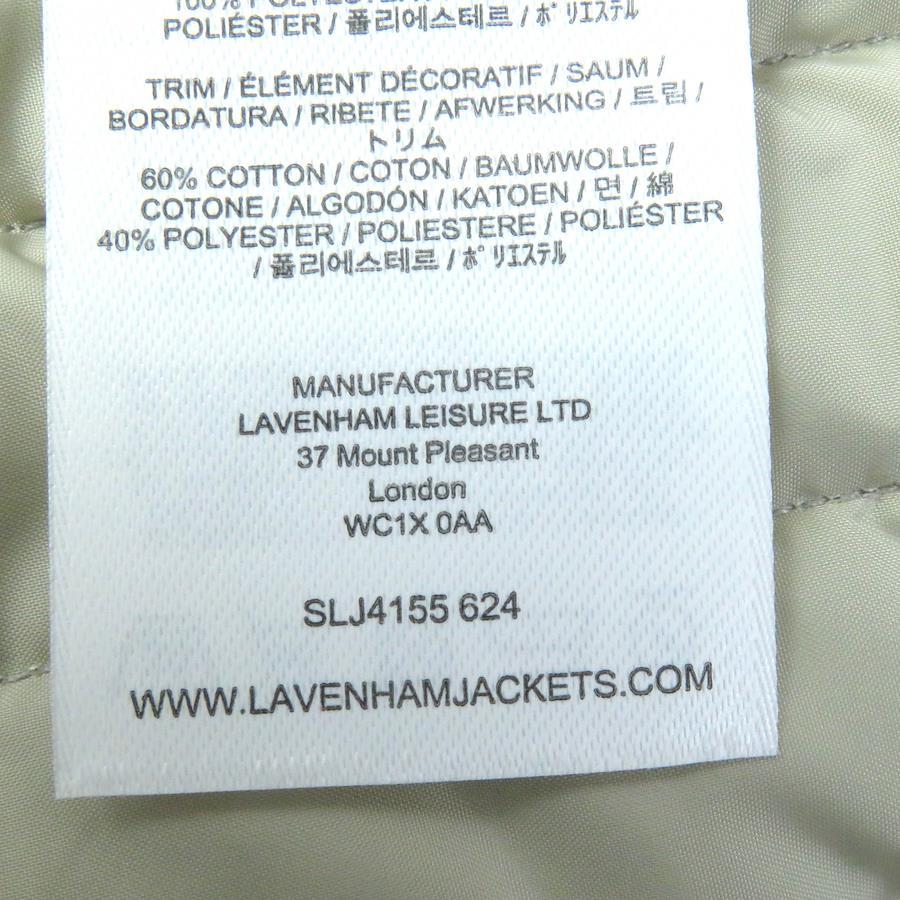 100% POLYESTER
POLIÉSTER / 폴리에스테르 / ﾎﾟﾘｴｽﾃﾙ
TRIM / ÉLÉMENT DÉCORATIF / SAUM /
BORDATURA / RIBETE / AFWERKING / 트림 /
トリム
60% COTTON / COTON / BAUMWOLLE /
COTONE / ALGODÓN / KATOEN / 면 / 綿
40% POLYESTER / POLIESTERE / POLIÉSTER
/ 폴리에스테르 / ﾎﾟﾘｴｽﾃﾙ
MANUFACTURER
LAVENHAM LEISURE LTD
37 Mount Pleasant
London
WC1X 0AA
SLJ4155 624
WWW.LAVENHAMJACKETS.COM